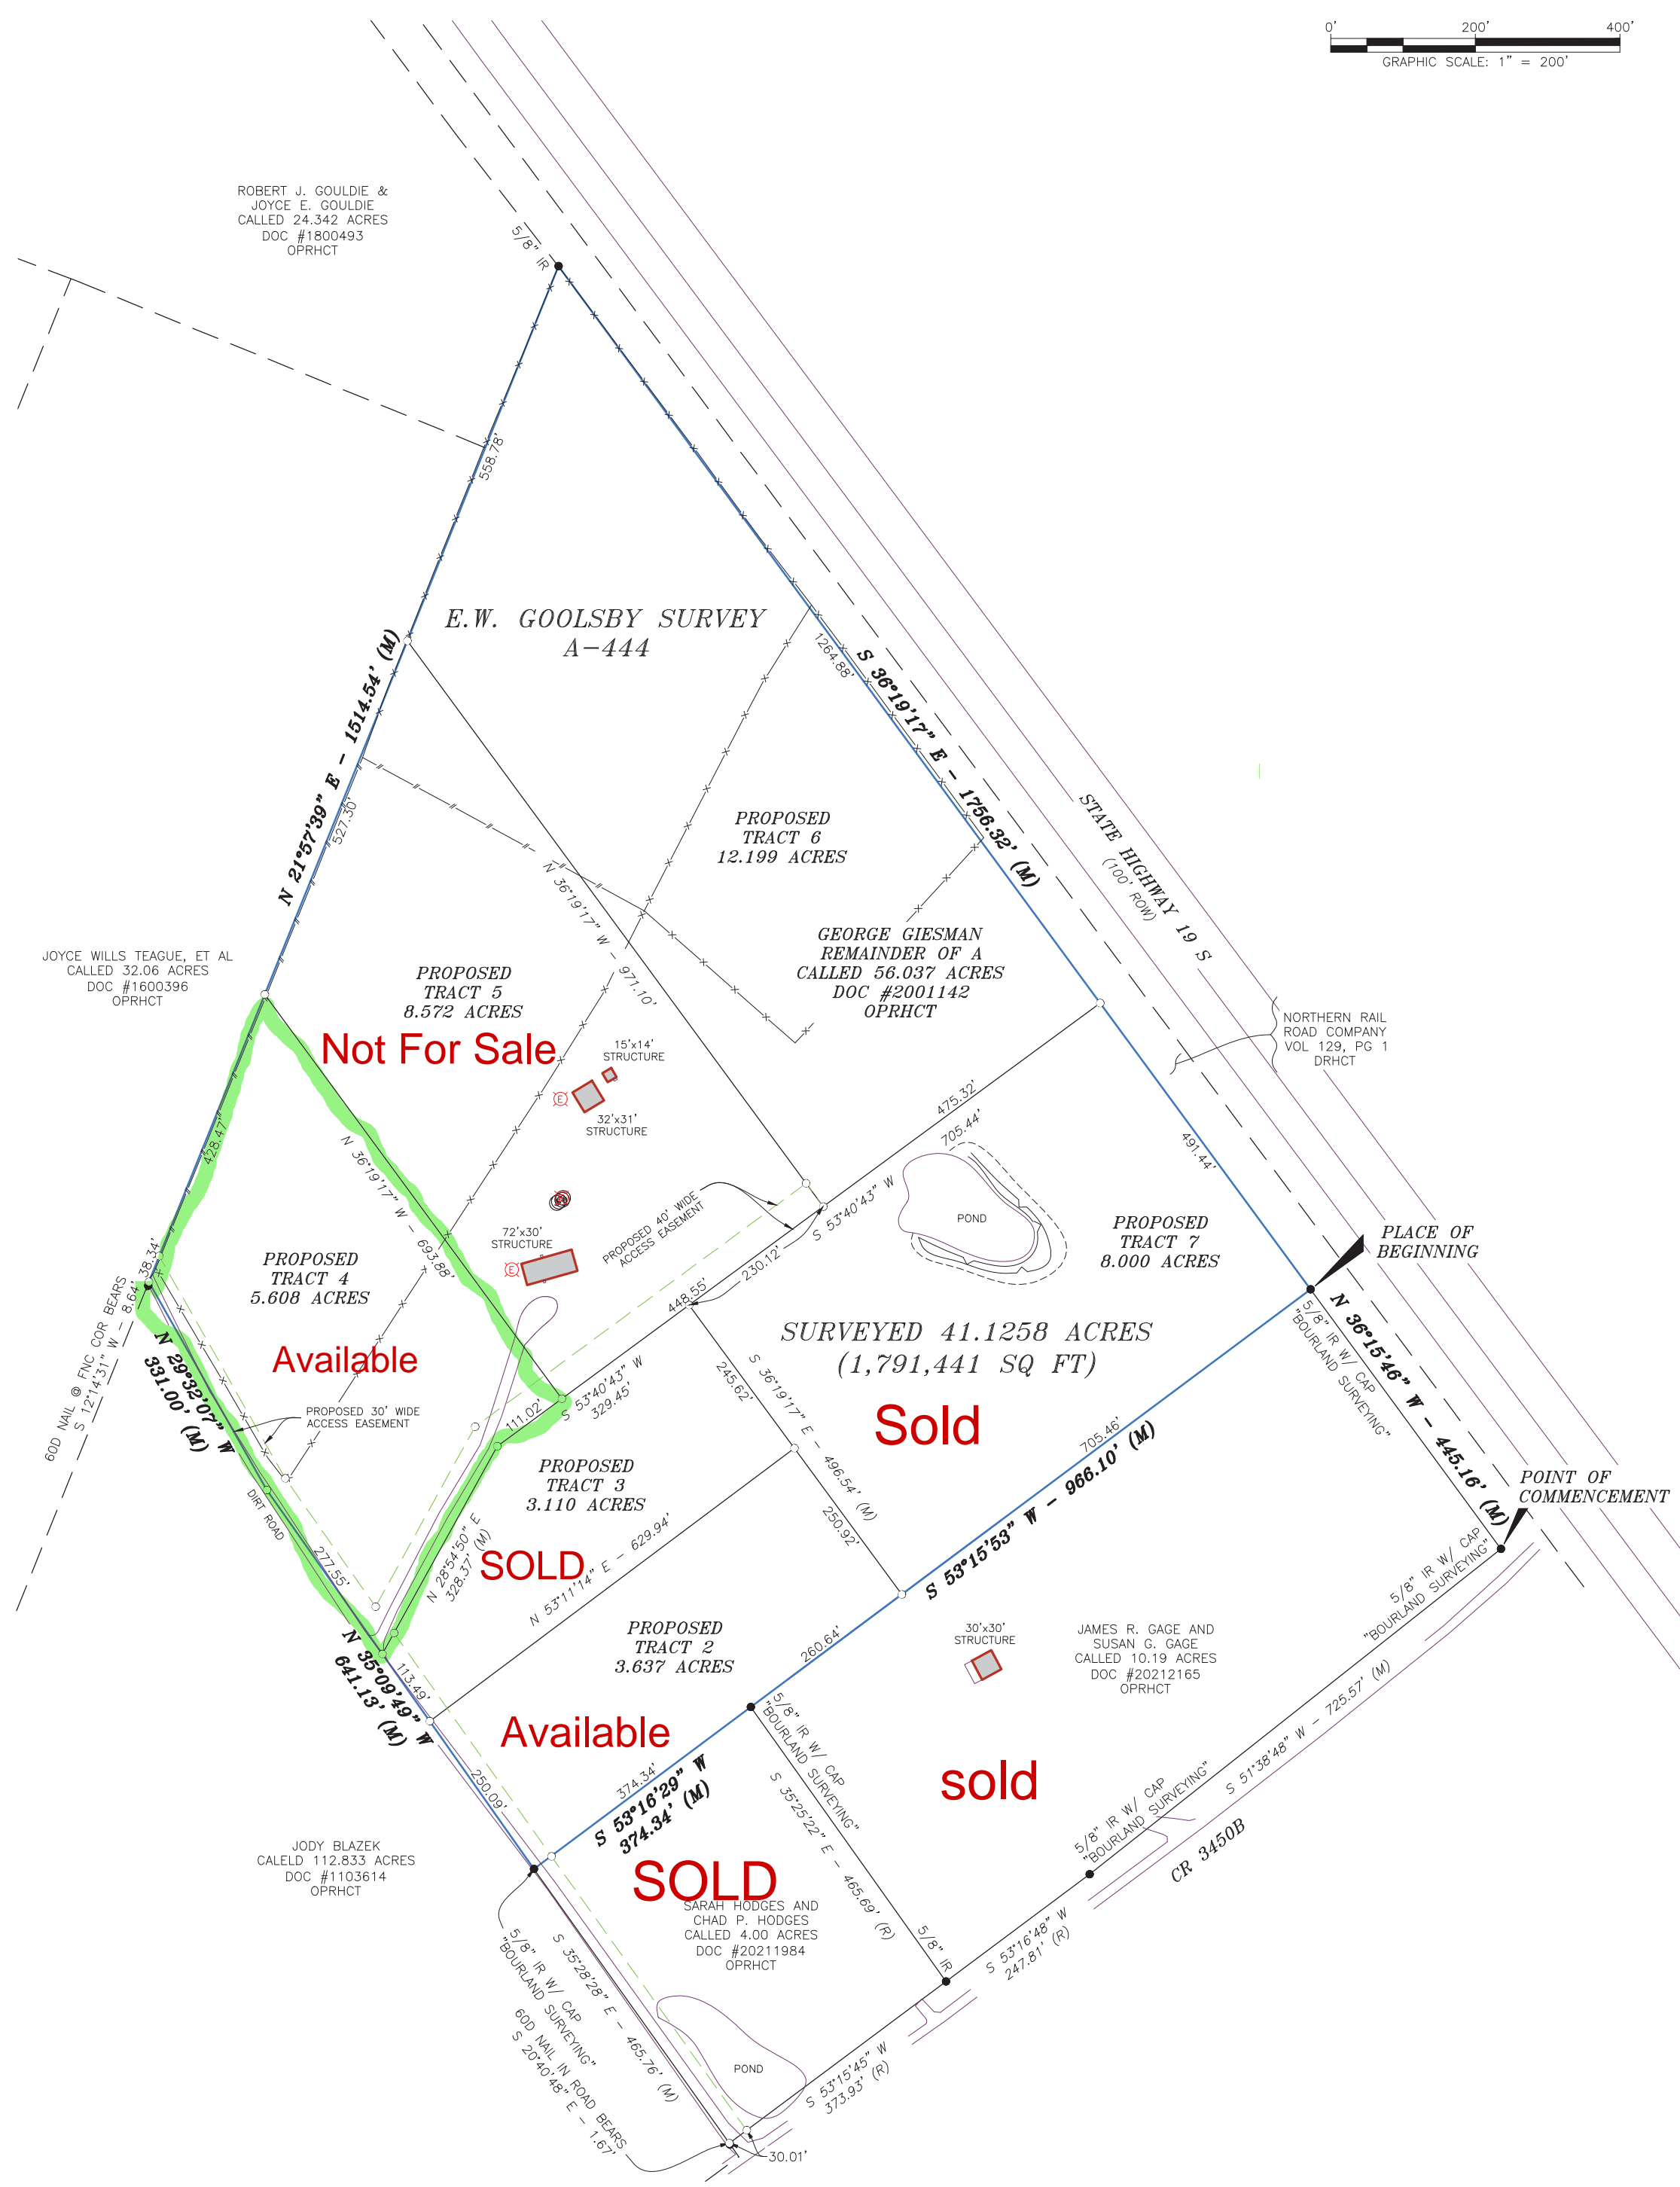 0' 200' 400'
GRAPHIC SCALE: 1" = 200'
ROBERT J. GOULDIE &
JOYCE E. GOULDIE
CALLED 24.342 ACRES
DOC #1800493
OPRHCT
5/8" IR
558.78'
E.W. GOOLSBY SURVEY
A-444
N 21°57'39" E - 1514.54' (M)
527.30'
1264.88'
S 36°19'17" E - 1756.32' (M)
STATE HIGHWAY 19 S
(100' ROW)
PROPOSED
TRACT 6
12.199 ACRES
N 36°19'17" W - 971.10'
GEORGE GIESMAN
REMAINDER OF A
CALLED 56.037 ACRES
DOC #2001142
OPRHCT
JOYCE WILLS TEAGUE, ET AL
CALLED 32.06 ACRES
DOC #1600396
OPRHCT
PROPOSED
TRACT 5
8.572 ACRES
Not For Sale
15'x14'
STRUCTURE
E
32'x31'
STRUCTURE
NORTHERN RAIL
ROAD COMPANY
VOL 129, PG 1
DRHCT
475.32'
705.44'
491.44'
428.47'
N 36°19'17" W - 693.88'
PROPOSED 40' WIDE
ACCESS EASEMENT
S 53°40'43" W
230.12'
448.55'
72'x30'
STRUCTURE
E
POND
PROPOSED
TRACT 7
8.000 ACRES
PLACE OF
BEGINNING
PROPOSED
TRACT 4
5.608 ACRES
Available
38.34'
60D NAIL @ FNC COR BEARS
S 12°14'31" W - 8.64'
N 29°32'07" W
331.00' (M)
PROPOSED 30' WIDE
ACCESS EASEMENT
DIRT ROAD
277.55'
SURVEYED 41.1258 ACRES
(1,791,441 SQ FT)
Sold
245.62'
S 36°19'17" E - 496.54' (M)
250.92'
5/8" IR W/ CAP
"BOURLAND SURVEYING"
N 36°15'46" W - 445.16' (M)
705.46'
S 53°15'53" W - 966.10' (M)
POINT OF
COMMENCEMENT
111.02'
S 53°40'43" W
329.45'
PROPOSED
TRACT 3
3.110 ACRES
SOLD
N 28°54'50" E
328.37' (M)
N 53°11'14" E - 629.94'
5/8" IR W/ CAP
"BOURLAND SURVEYING"
N 35°09'49" W
641.13' (M)
113.49'
PROPOSED
TRACT 2
3.637 ACRES
Available
260.64'
30'x30'
STRUCTURE
JAMES R. GAGE AND
SUSAN G. GAGE
CALLED 10.19 ACRES
DOC #20212165
OPRHCT
sold
5/8" IR W/ CAP
"BOURLAND SURVEYING"
S 51°38'48" W - 725.57' (M)
CR 3450B
5/8" IR W/ CAP
"BOURLAND SURVEYING"
S 35°25'22" E - 465.69' (R)
250.09'
374.34'
S 53°16'29" W
374.34' (M)
JODY BLAZEK
CALELD 112.833 ACRES
DOC #1103614
OPRHCT
SOLD
SARAH HODGES AND
CHAD P. HODGES
CALLED 4.00 ACRES
DOC #20211984
OPRHCT
5/8" IR
S 53°16'48" W
247.81' (R)
5/8" IR W/ CAP
"BOURLAND SURVEYING"
S 35°28'28" E - 465.76' (M)
60D NAIL IN ROAD BEARS
S 20°40'48" E - 1.67'
POND
S 53°15'45" W
373.93' (R)
30.01'